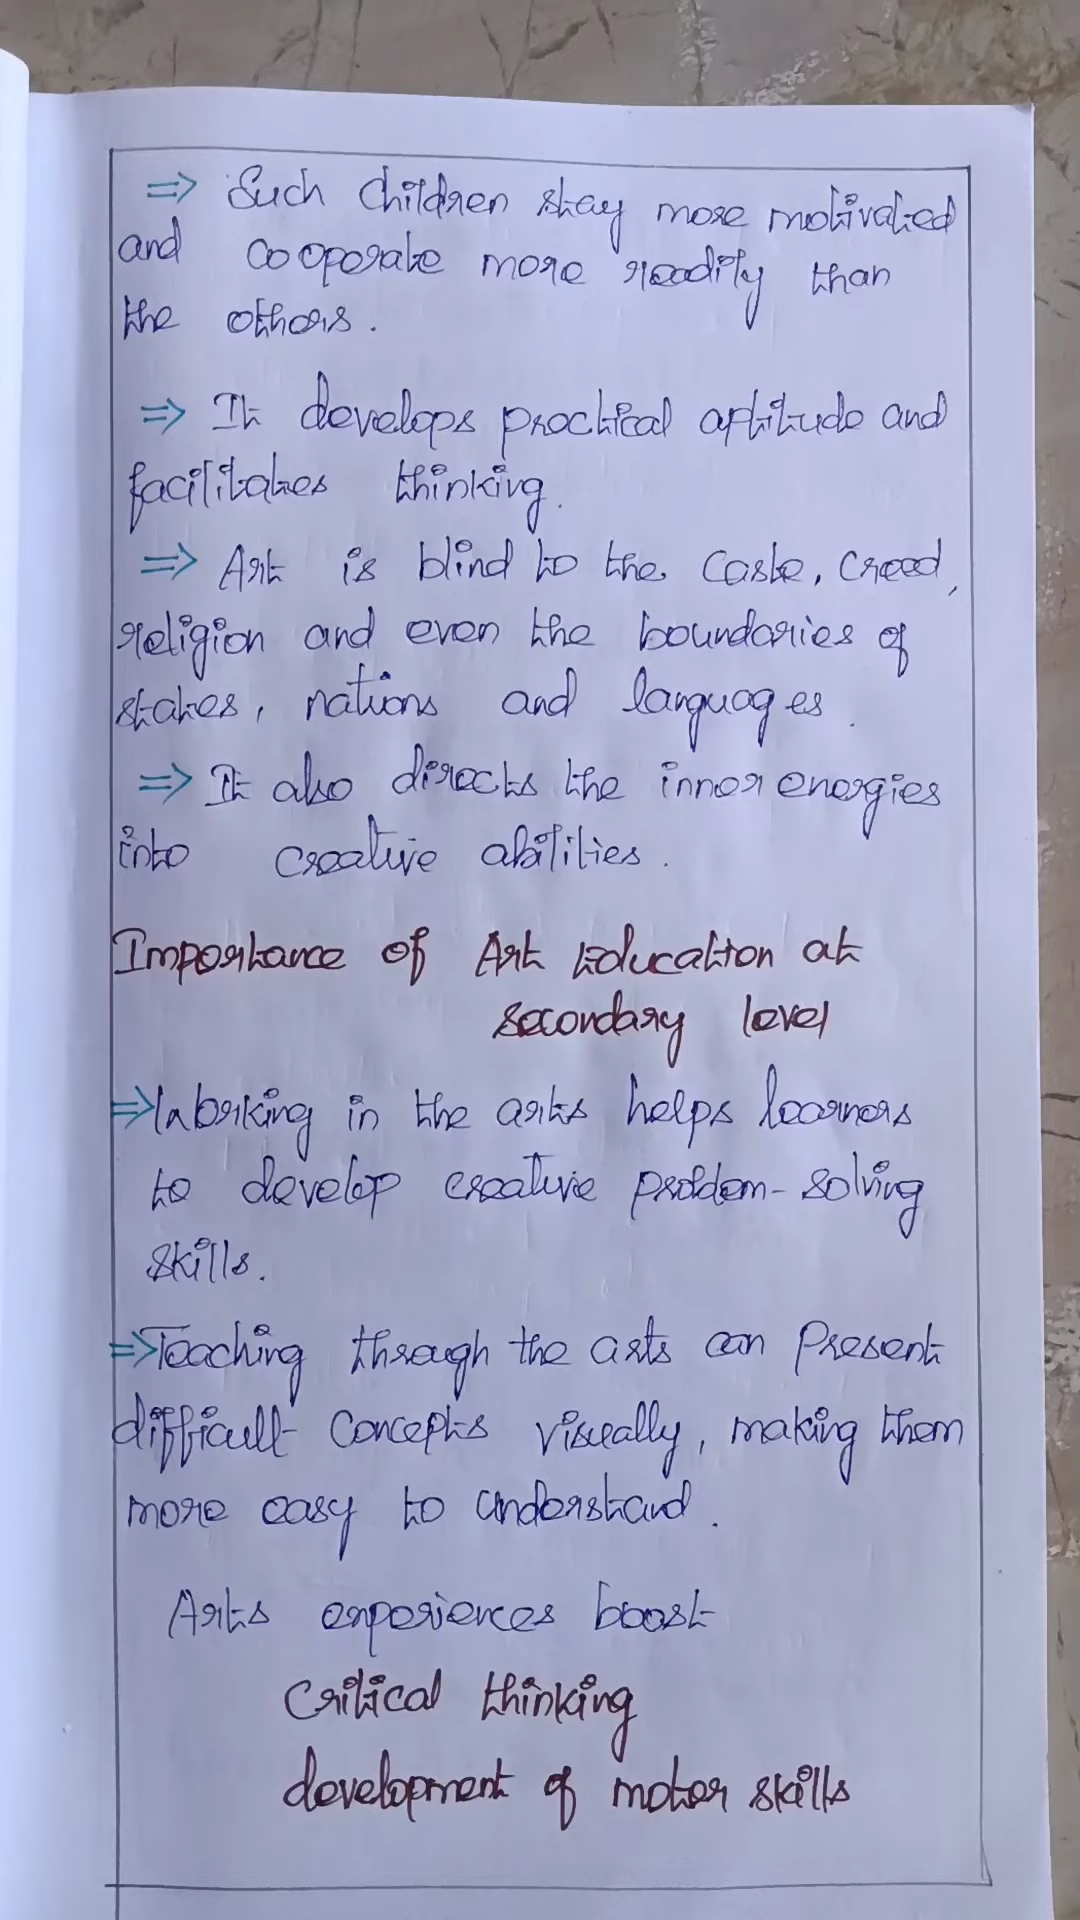 ⇒ Such children stay more motivated
and cooperate more readily than
the others.
⇒ It develops practical aptitude and
facilitates thinking.
⇒ Art is blind to the caste, creed,
religion and even the boundaries of
states, nations and languages.
⇒ It also directs the inner energies
into creative abilities.
Importance of Art Education at
secondary level
⇒ Working in the arts helps learners
to develop creative problem-solving
skills.
⇒ Teaching through the arts can Present
difficult concepts visually, making them
more easy to understand.
Arts experiences boost
Critical thinking
development of motor skills